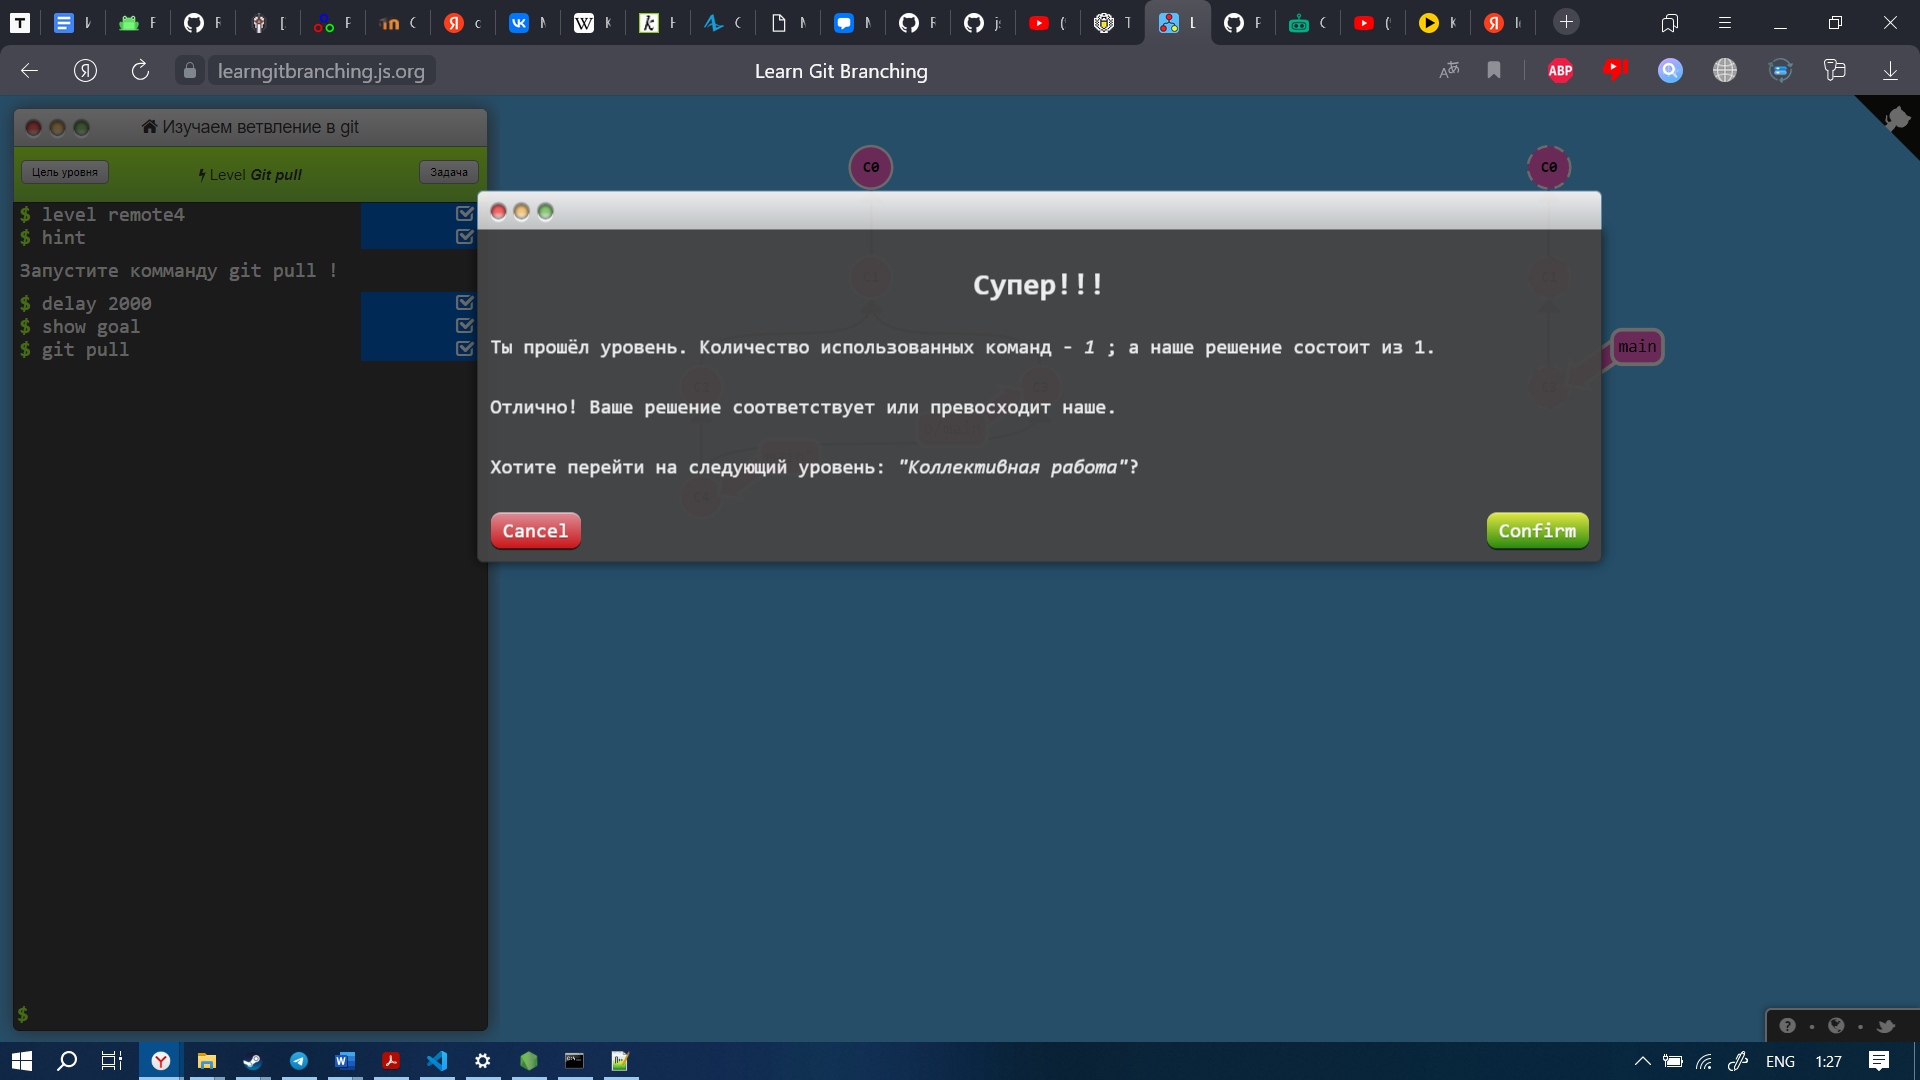 learngitbranching.js.org
Learn Git Branching
ABP
Изучаем ветвление в git
Цель уровня
Level Git pull
Задача
$ level remote4
$ hint
Запустите комманду git pull !
$ delay 2000
$ show goal
$ git pull
$
C0
C0
main
Супер!!!
Ты прошёл уровень. Количество использованных команд - 1 ; а наше решение состоит из 1.
Отлично! Ваше решение соответствует или превосходит наше.
Хотите перейти на следующий уровень: "Коллективная работа"?
Cancel
Confirm
ENG
1:27